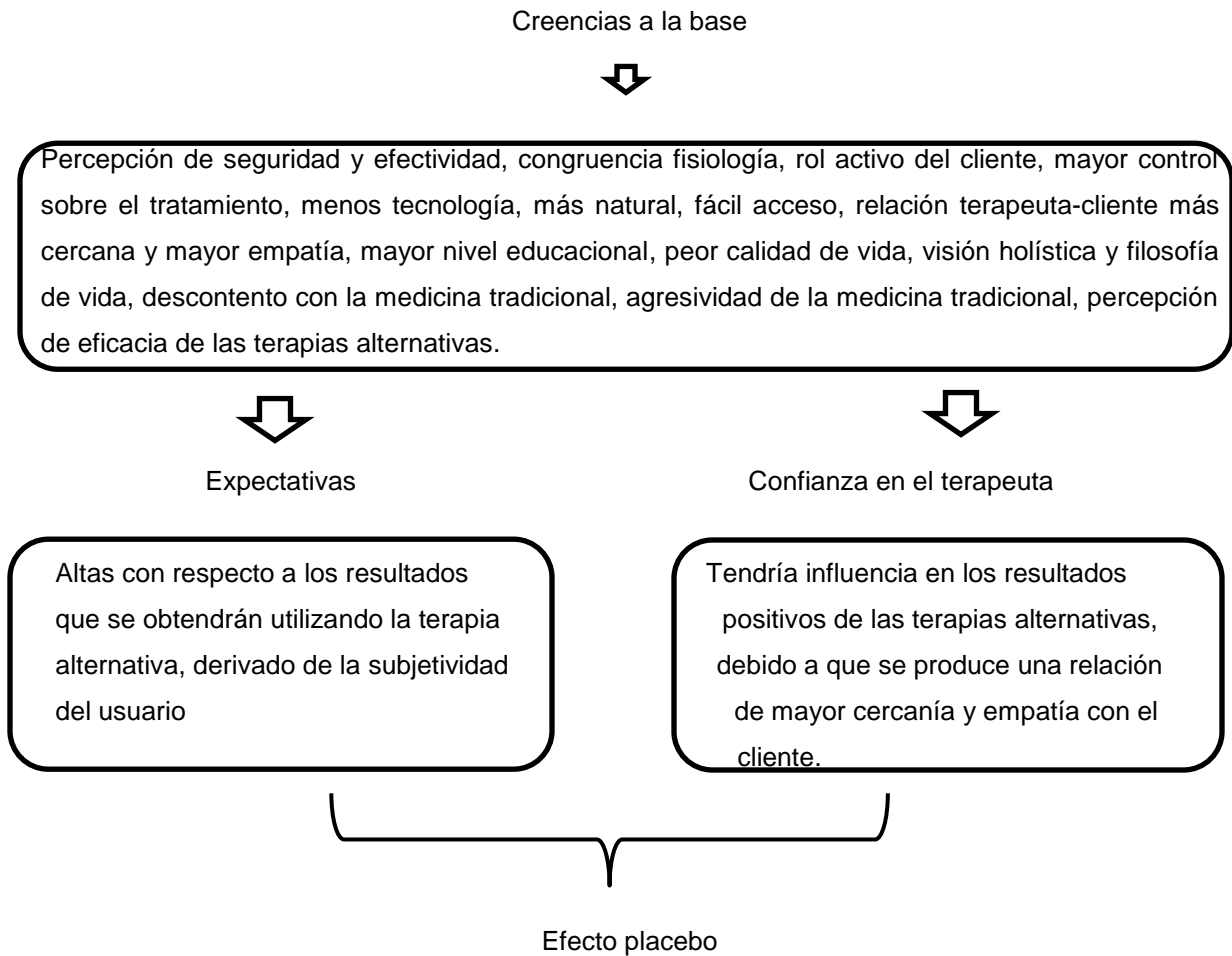 Creencias a la base
Percepción de seguridad y efectividad, congruencia fisiología, rol activo del cliente, mayor control
sobre el tratamiento, menos tecnología, más natural, fácil acceso, relación terapeuta-cliente más
cercana y mayor empatía, mayor nivel educacional, peor calidad de vida, visión holística y filosofía
de vida, descontento con la medicina tradicional, agresividad de la medicina tradicional, percepción
de eficacia de las terapias alternativas.
Expectativas
Altas con respecto a los resultados
que se obtendrán utilizando la terapia
alternativa, derivado de la subjetividad
del usuario
Confianza en el terapeuta
Tendría influencia en los resultados
positivos de las terapias alternativas,
debido a que se produce una relación
de mayor cercanía y empatía con el
cliente.
Efecto placebo